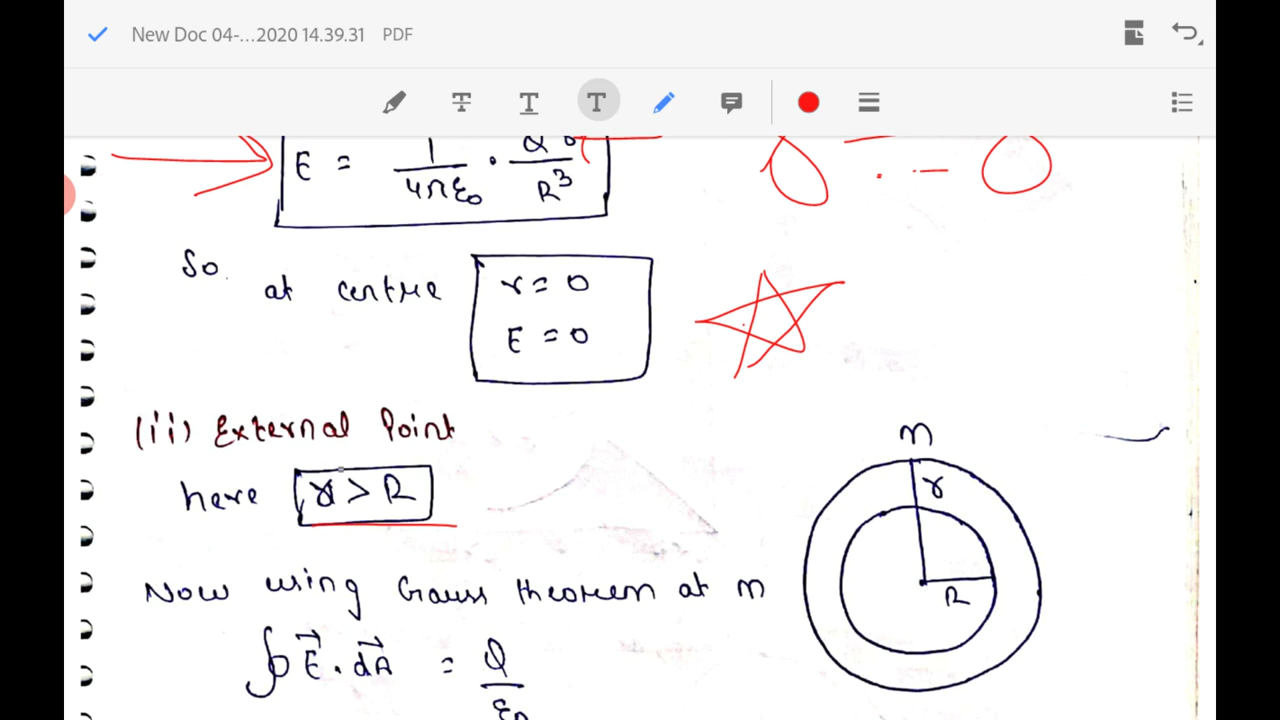 New Doc 04-...2020 14.39.31 PDF
E = 1/4πε₀ · Q r/R³
γ = 0
So. at centre r = 0
E = 0
(ii) External Point
m
here r > R
r
R
Now using Gauss theorem at m
∮ E⃗ . dA⃗ = Q/ε₀